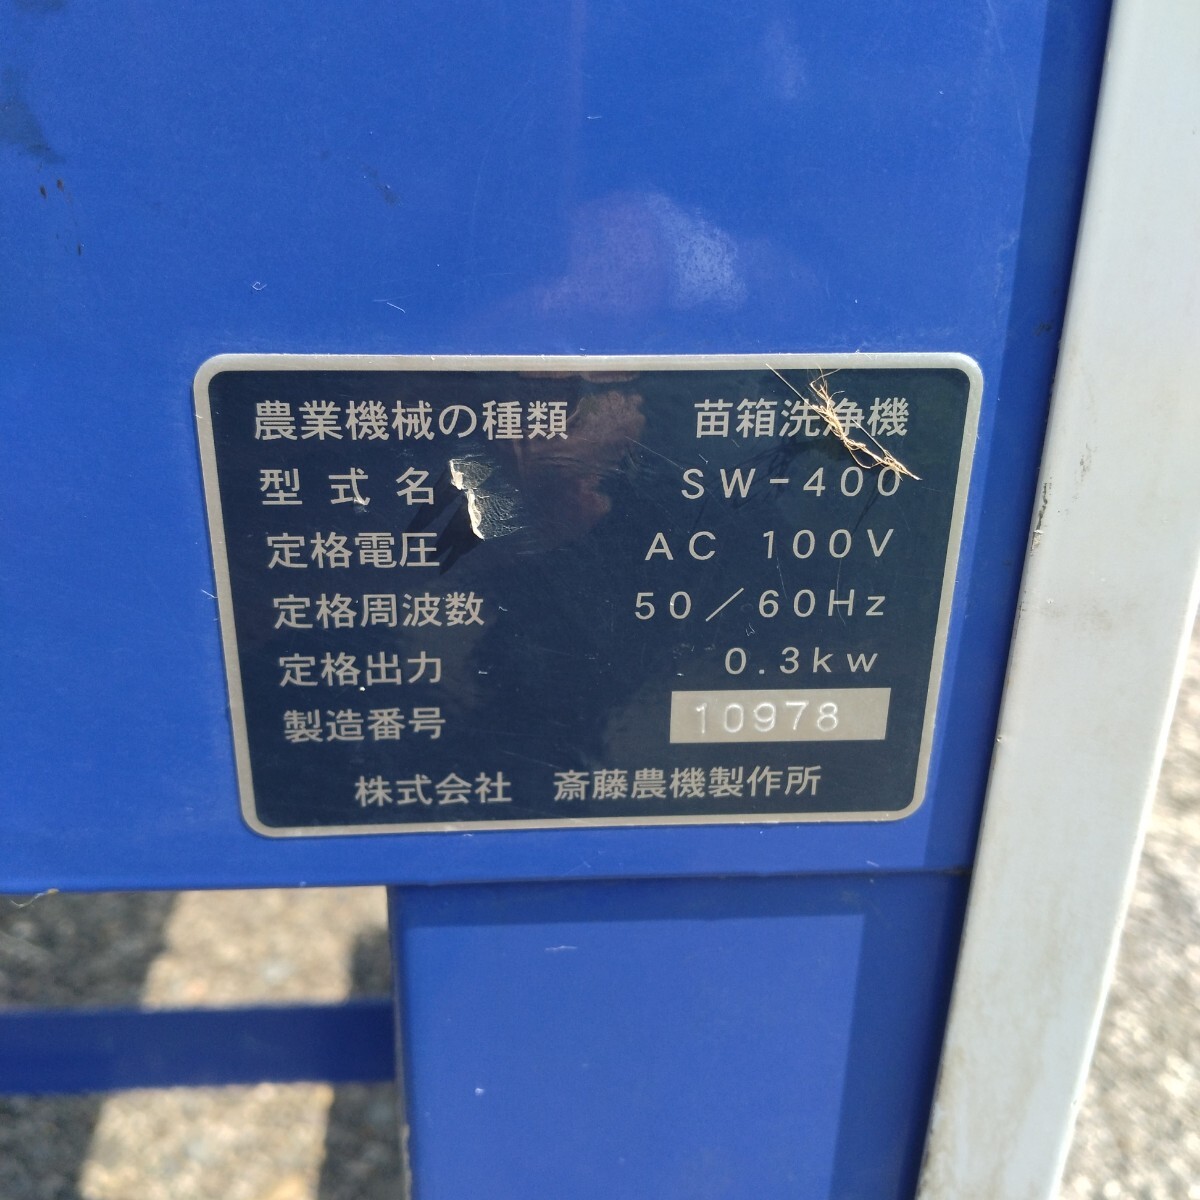 農業機械の種類 苗箱洗浄機
型式名 SW-400
定格電圧 AC 100V
定格周波数 50/60Hz
定格出力 0.3kw
製造番号 10978
株式会社 斎藤農機製作所